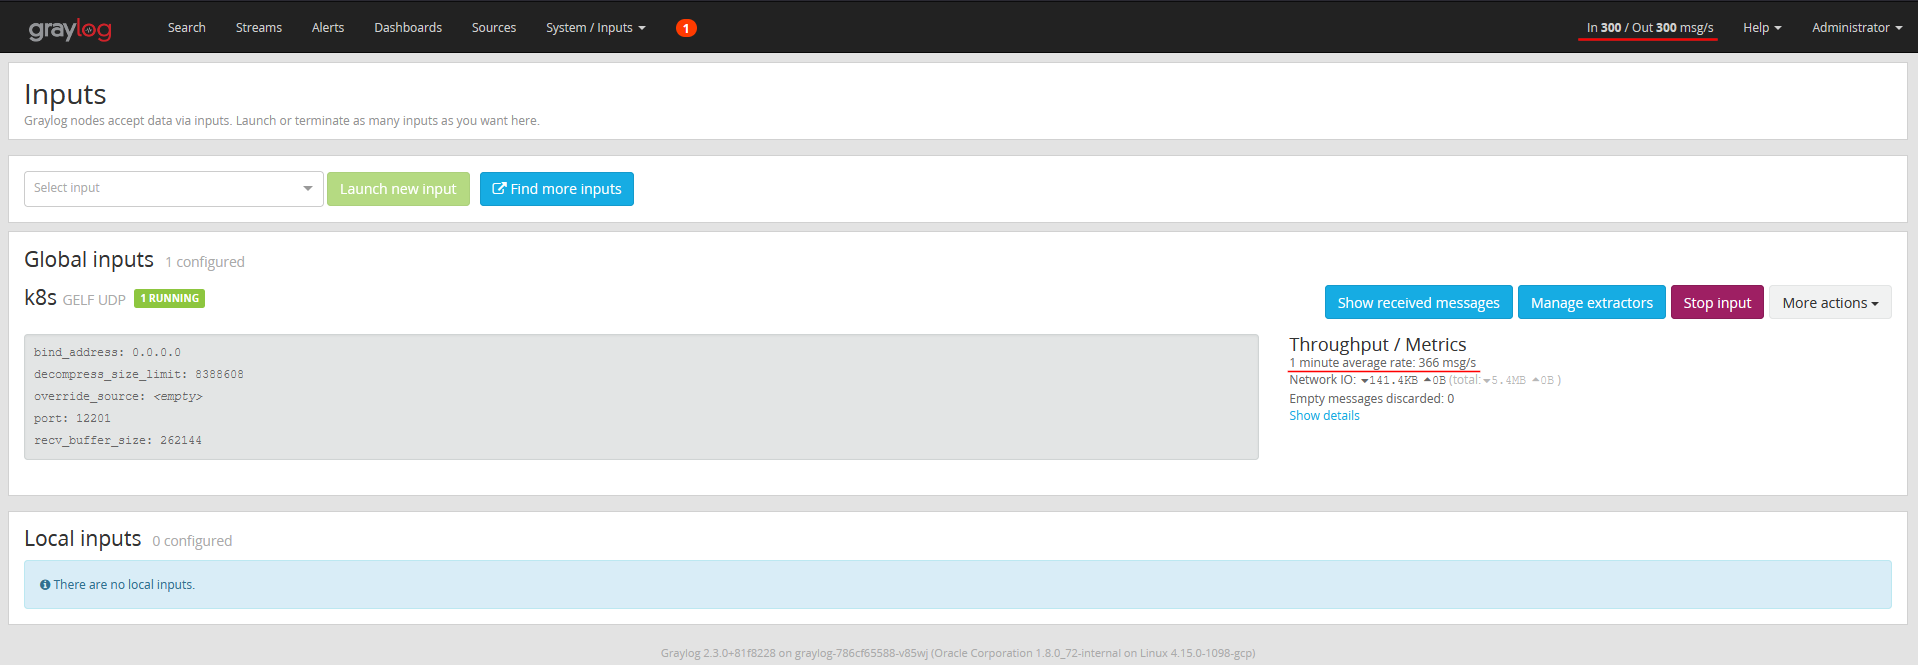 graylog Search Streams Alerts Dashboards Sources System / Inputs 1 In 300 / Out 300 msg/s Help Administrator
Inputs
Graylog nodes accept data via inputs. Launch or terminate as many inputs as you want here.
Select input Launch new input Find more inputs
Global inputs 1 configured
k8s GELF UDP 1 RUNNING Show received messages Manage extractors Stop input More actions
bind_address: 0.0.0.0
decompress_size_limit: 8388608
override_source: <empty>
port: 12201
recv_buffer_size: 262144
Throughput / Metrics
1 minute average rate: 366 msg/s
Network IO: 141.4KB 0B (total: 5.4MB 0B )
Empty messages discarded: 0
Show details
Local inputs 0 configured
There are no local inputs.
Graylog 2.3.0+81f8228 on graylog-786cf65588-v85wj (Oracle Corporation 1.8.0_72-internal on Linux 4.15.0-1098-gcp)